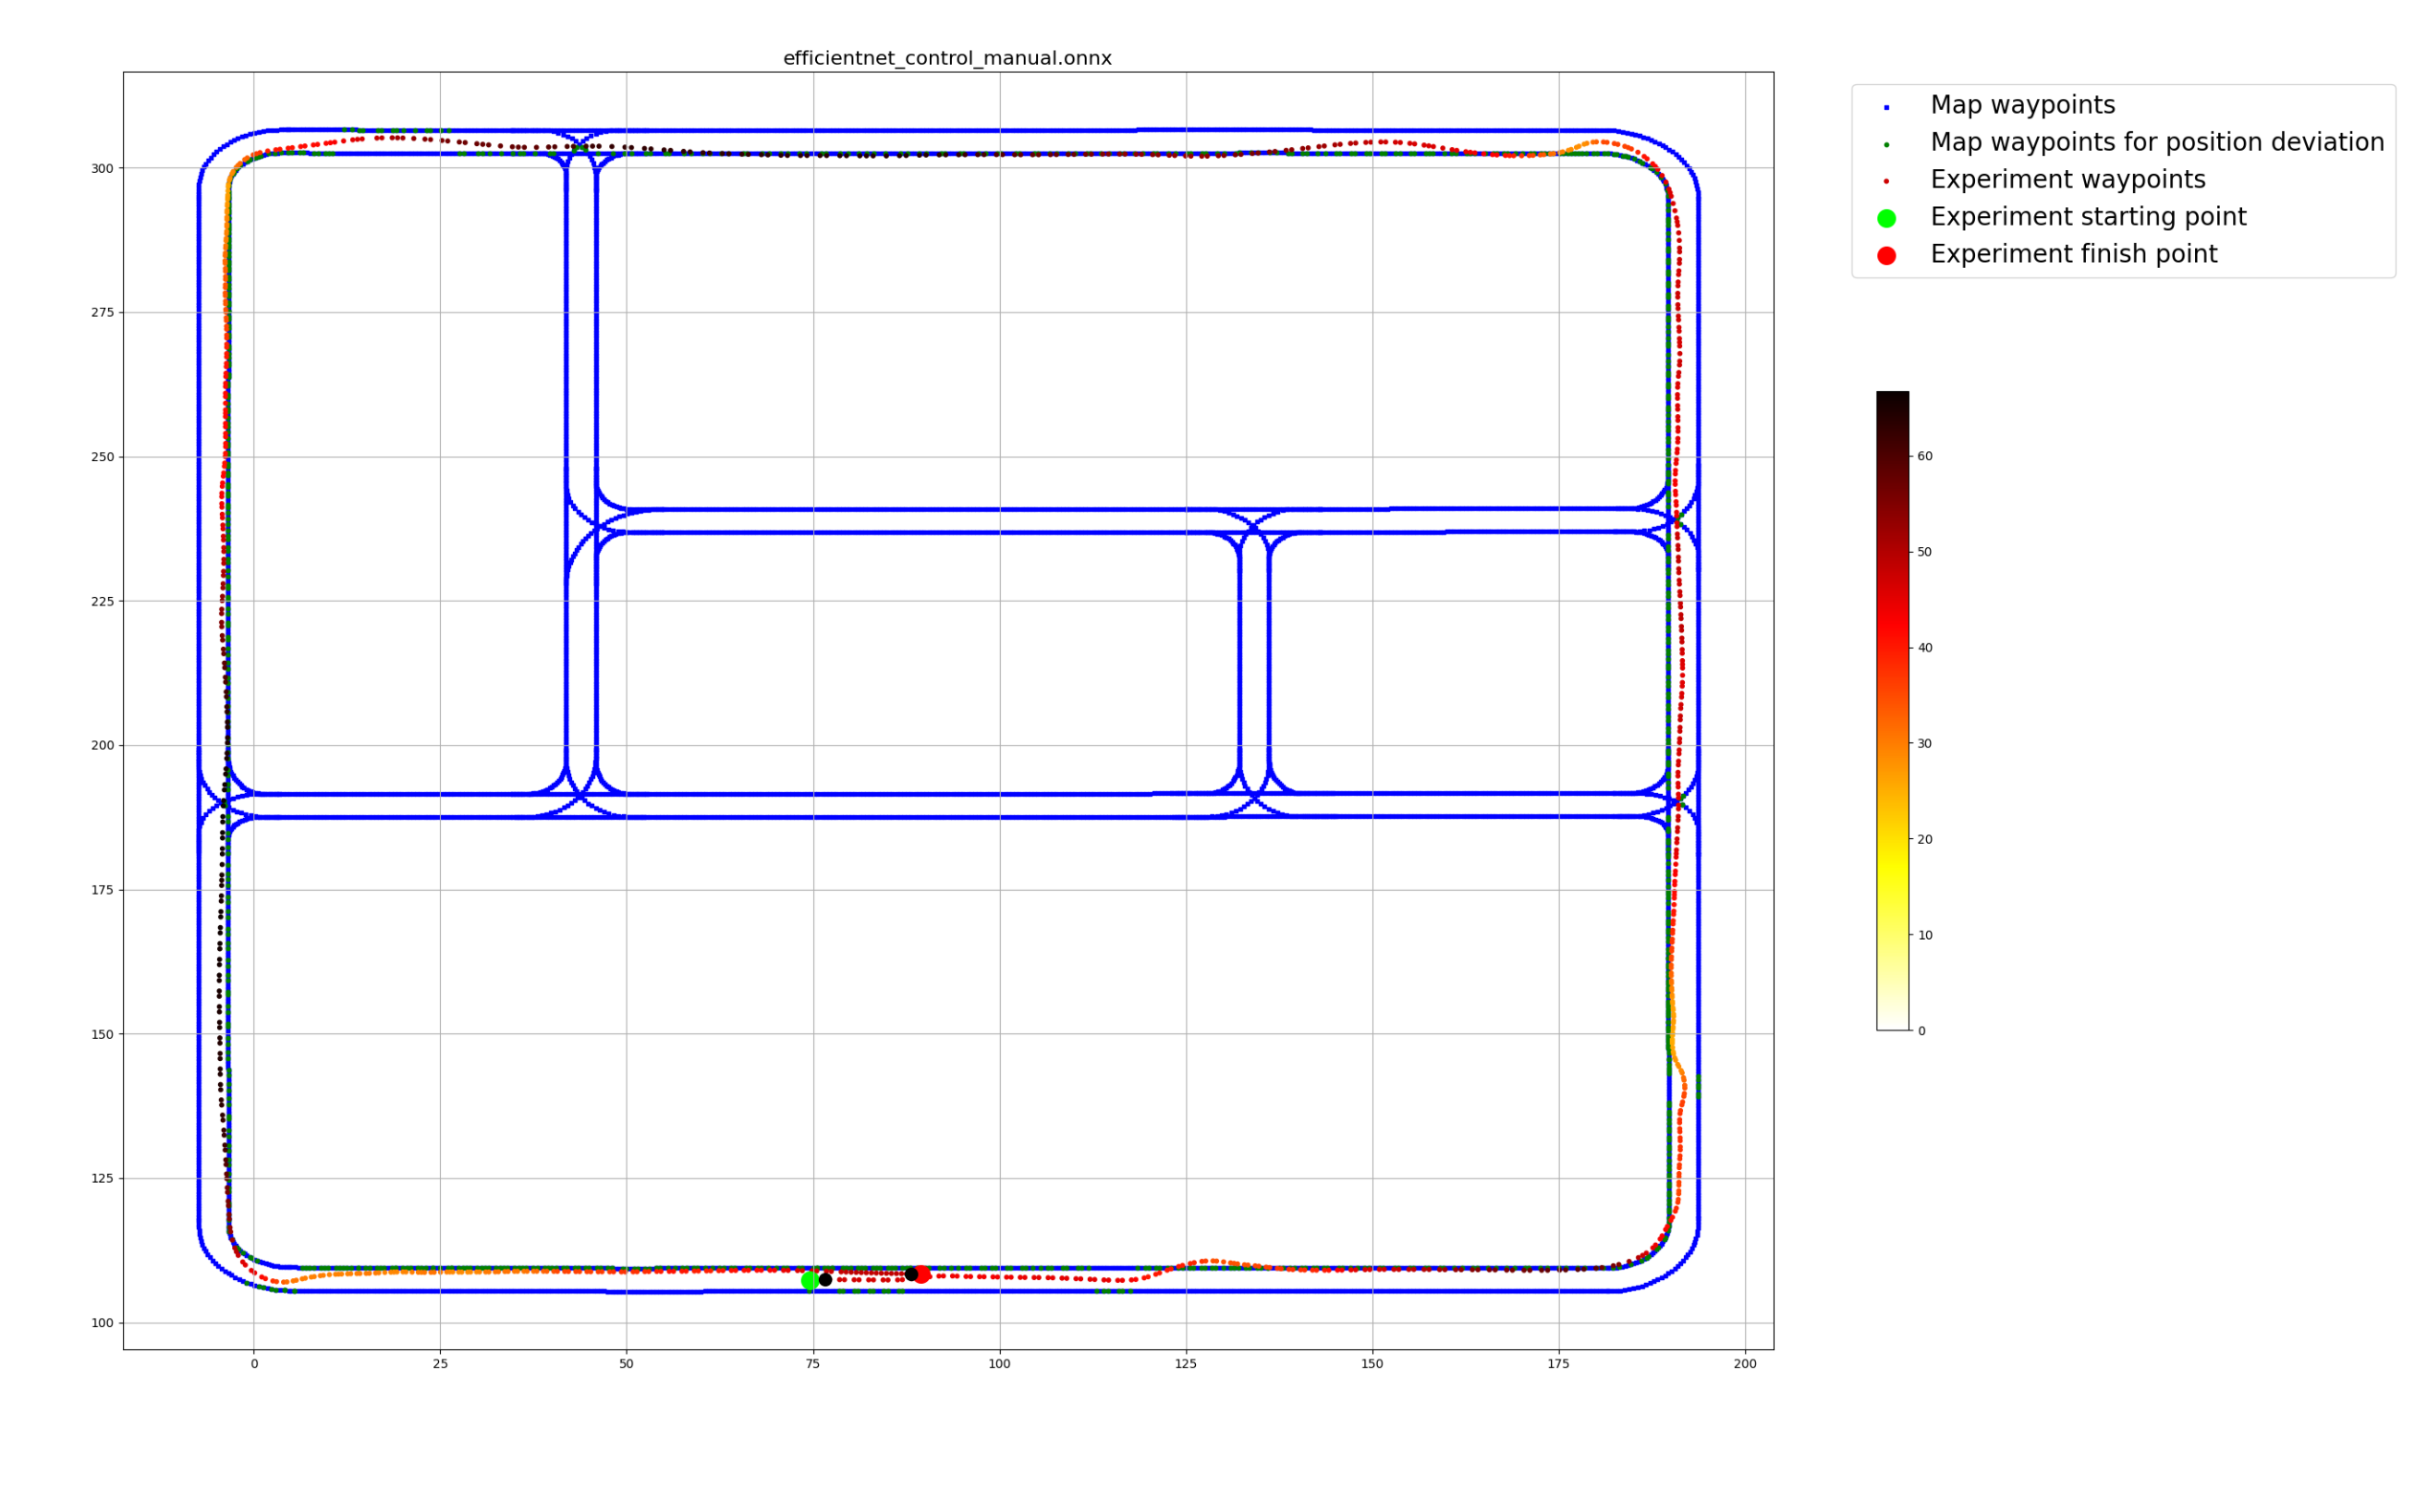 efficientnet_control_manual.onnx
Map waypoints
Map waypoints for position deviation
Experiment waypoints
Experiment starting point
Experiment finish point
300
275
250
225
200
175
150
125
100
0 25 50 75 100 125 150 175 200
60
50
40
30
20
10
0